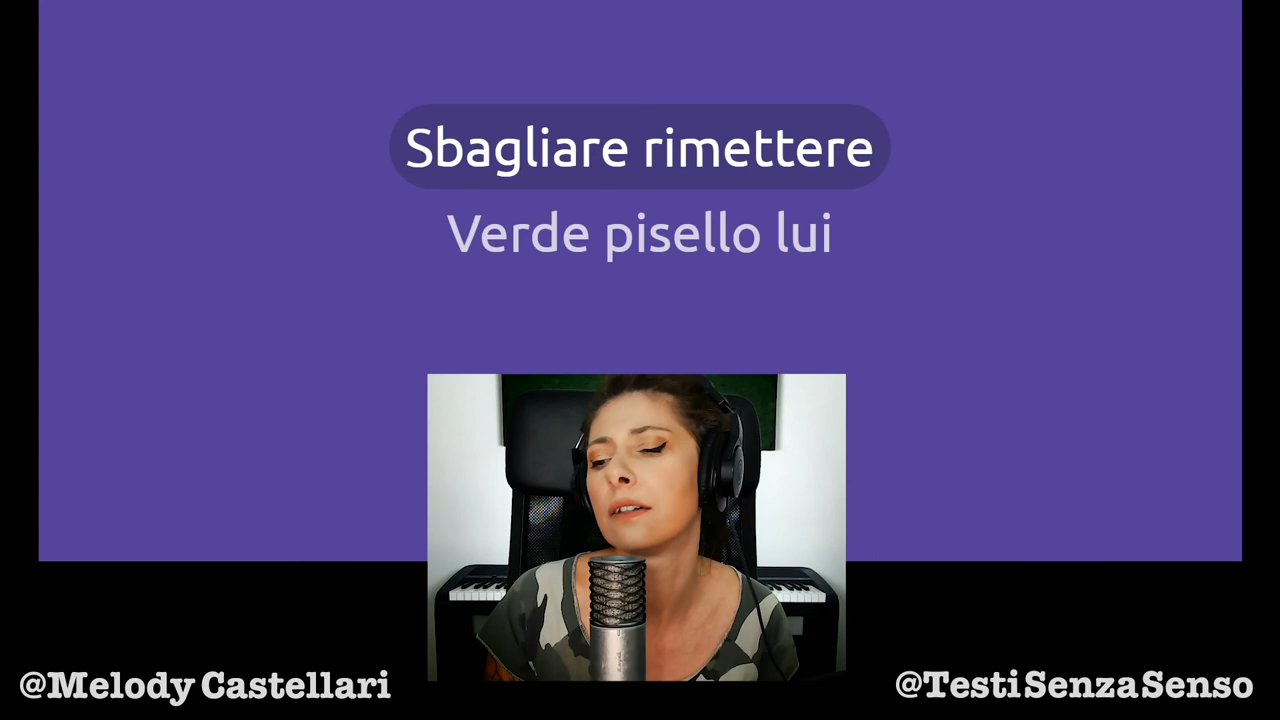 Sbagliare rimettere
Verde pisello lui
@Melody Castellari
@TestiSenzaSenso